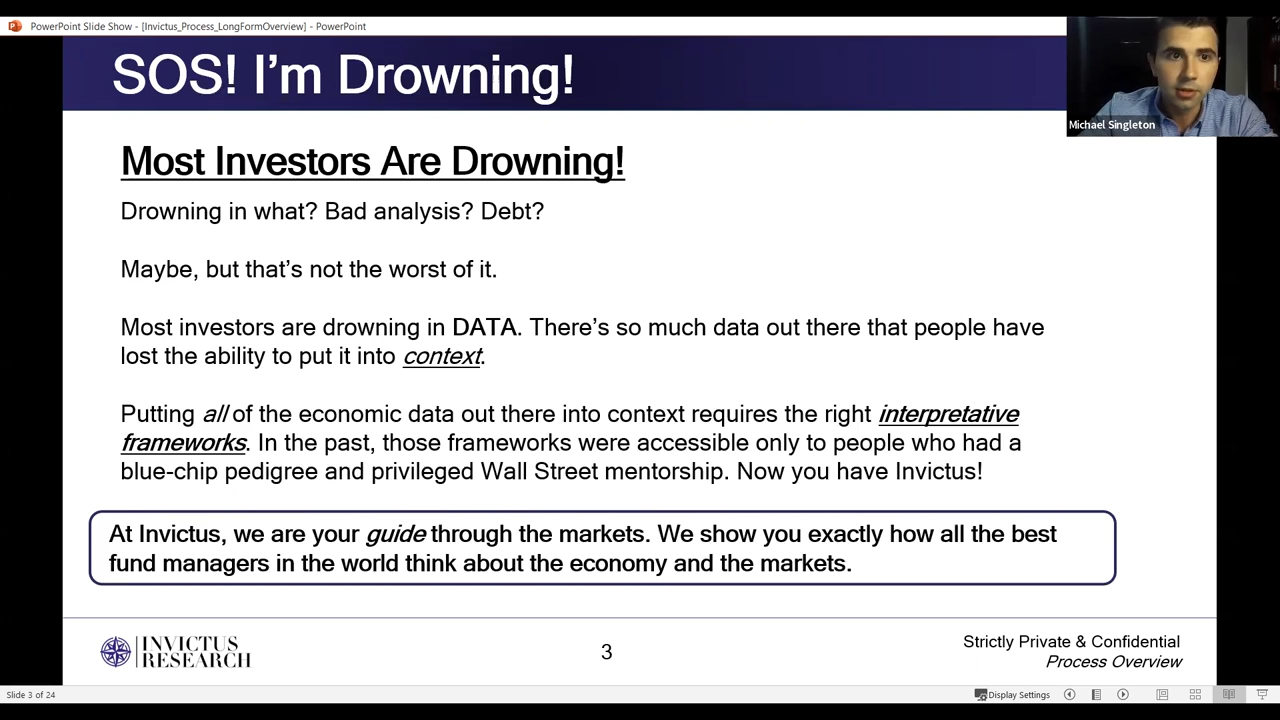 PowerPoint Slide Show - [Invictus_Process_LongFormOverview] - PowerPoint
SOS! I'm Drowning!
Michael Singleton
Most Investors Are Drowning!
Drowning in what? Bad analysis? Debt?
Maybe, but that's not the worst of it.
Most investors are drowning in DATA. There's so much data out there that people have
lost the ability to put it into context.
Putting all of the economic data out there into context requires the right interpretative
frameworks. In the past, those frameworks were accessible only to people who had a
blue-chip pedigree and privileged Wall Street mentorship. Now you have Invictus!
At Invictus, we are your guide through the markets. We show you exactly how all the best
fund managers in the world think about the economy and the markets.
INVICTUS
RESEARCH
3
Strictly Private & Confidential
Process Overview
Slide 3 of 24
Display Settings